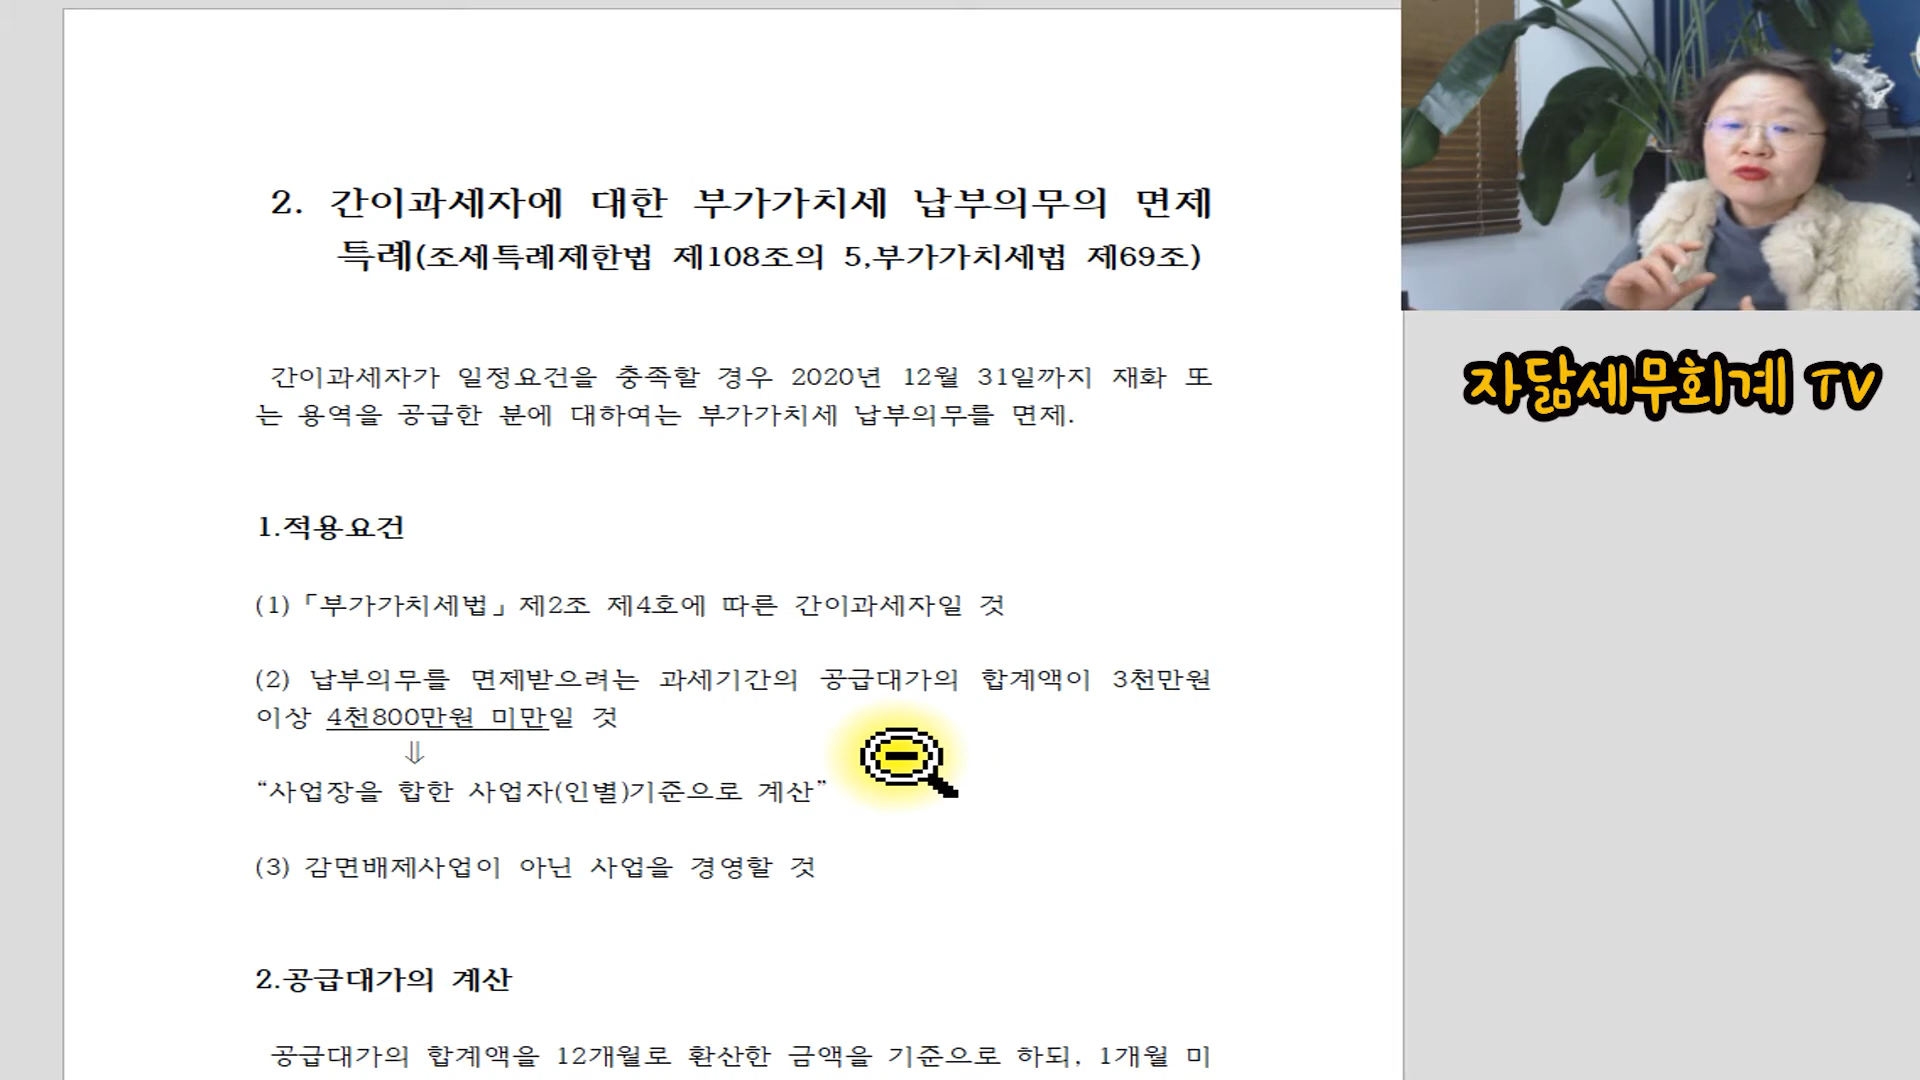 2. 간이과세자에 대한 부가가치세 납부의무의 면제
특례(조세특례제한법 제108조의 5,부가가치세법 제69조)
간이과세자가 일정요건을 충족할 경우 2020년 12월 31일까지 재화 또
는 용역을 공급한 분에 대하여는 부가가치세 납부의무를 면제.
1.적용요건
(1)「부가가치세법」제2조 제4호에 따른 간이과세자일 것
(2) 납부의무를 면제받으려는 과세기간의 공급대가의 합계액이 3천만원
이상 4천800만원 미만일 것
⇓
“사업장을 합한 사업자(인별)기준으로 계산”
(3) 감면배제사업이 아닌 사업을 경영할 것
2.공급대가의 계산
공급대가의 합계액을 12개월로 환산한 금액을 기준으로 하되, 1개월 미
자닮세무회계 TV